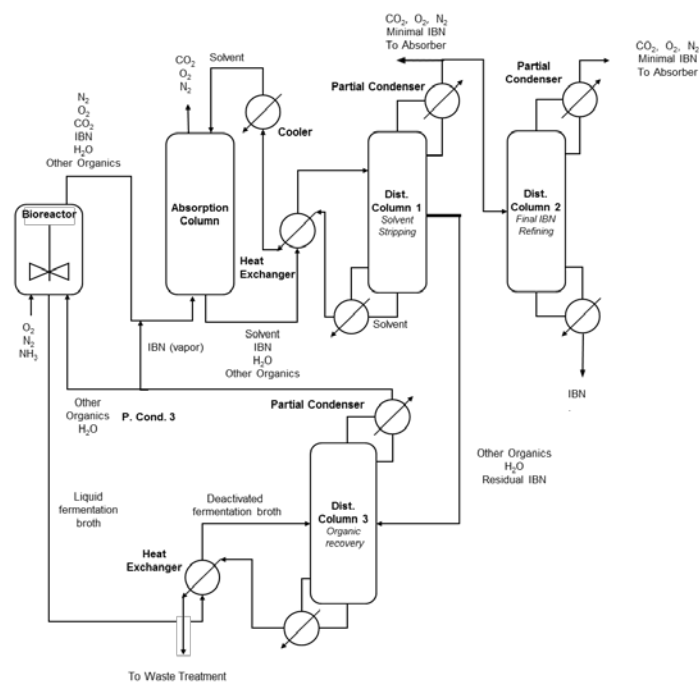 CO2, O2, N2
Minimal IBN
To Absorber
CO2, O2, N2
Minimal IBN
To Absorber
Partial
Condenser
Partial Condenser
CO2
O2
N2
Solvent
Cooler
N2
O2
CO2
IBN
H2O
Other Organics
Bioreactor
Absorption
Column
Heat
Exchanger
Dist.
Column 1
Solvent
Stripping
Dist.
Column 2
Final IBN
Refining
Solvent
O2
N2
NH3
IBN (vapor)
Solvent
IBN
H2O
Other Organics
IBN
Other
Organics
H2O
P. Cond. 3
Partial Condenser
Other Organics
H2O
Residual IBN
Liquid
fermentation
broth
Deactivated
fermentation broth
Dist.
Column 3
Organic
recovery
Heat
Exchanger
To Waste Treatment